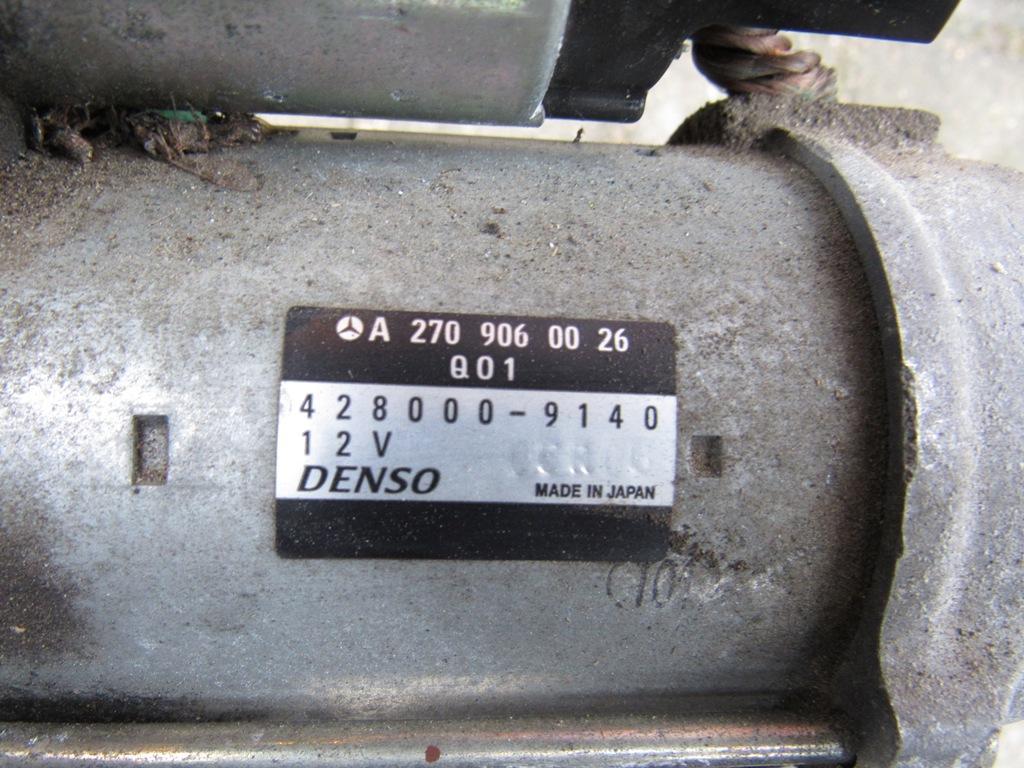 A 270 906 00 26
Q01
428000-9140
12V
DENSO
MADE IN JAPAN